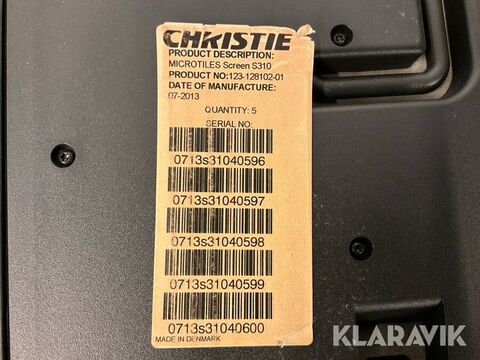 CHRISTIE
PRODUCT DESCRIPTION:
MICROTILES Screen S310
PRODUCT NO:123-128102-01
DATE OF MANUFACTURE:
07-2013
QUANTITY: 5
SERIAL NO:
0713s31040596
0713s31040597
0713s31040598
0713s31040599
0713s31040600
MADE IN DENMARK
KLARAVIK